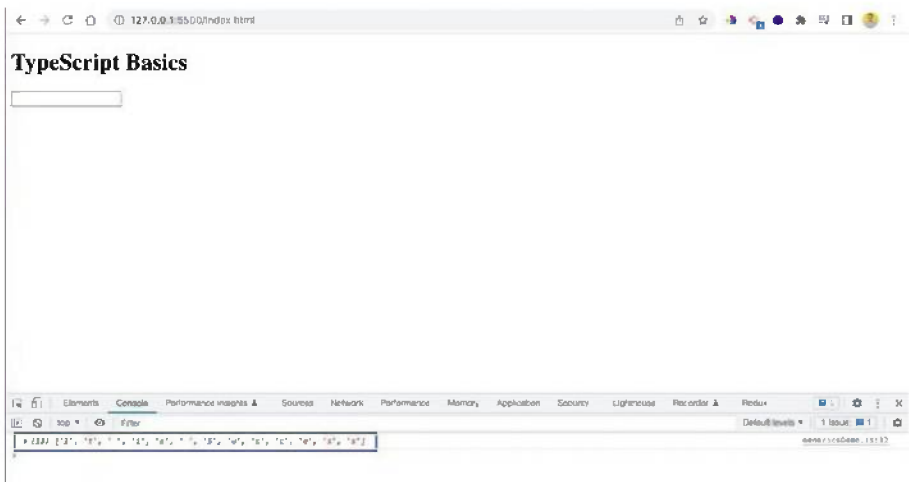 127.0.0.1:5500/index.html
TypeScript Basics
Elements Console Performance insights Sources Network Performance Memory Application Security Lighthouse Recorder Redux
top Filter Default levels 1 Issue: 1